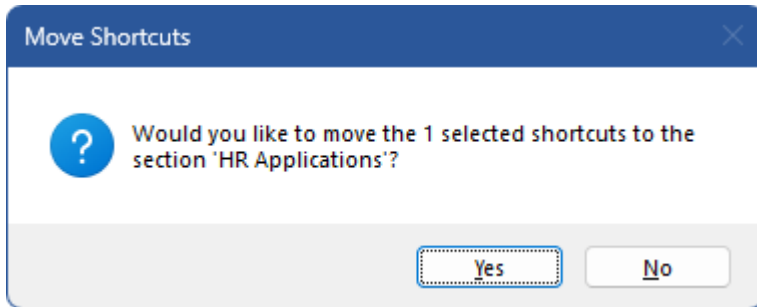 Move Shortcuts
Would you like to move the 1 selected shortcuts to the
section 'HR Applications'?
Yes No